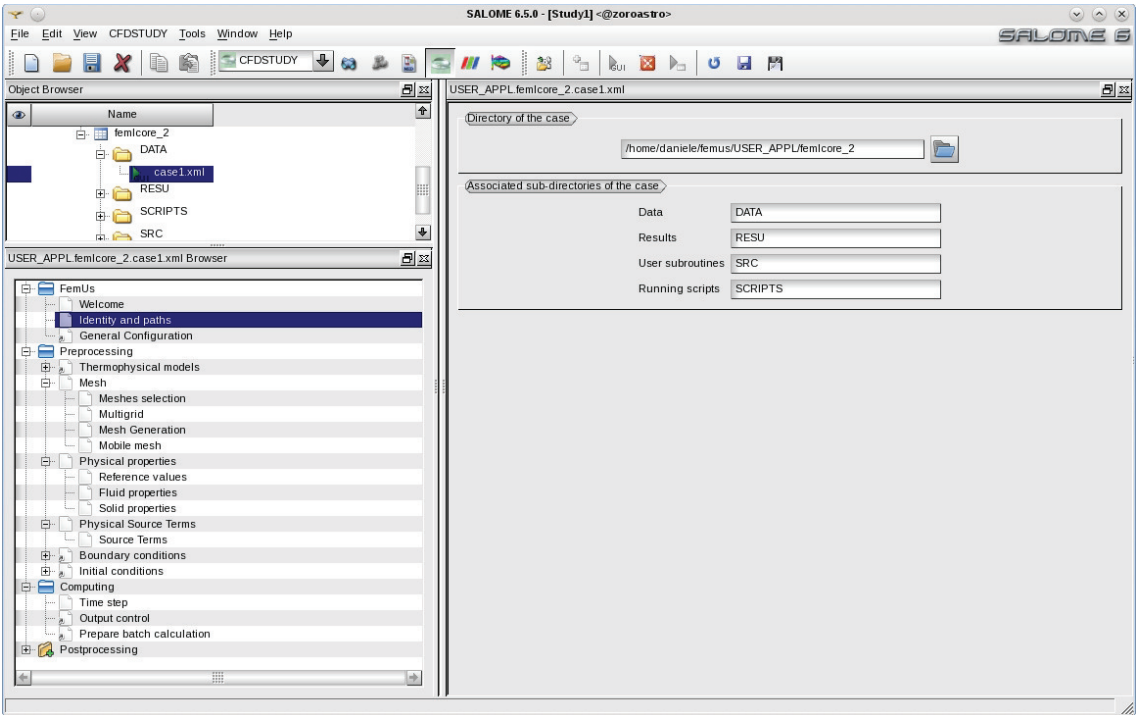 SALOME 6.5.0 - [Study1] <@zoroastro>
File Edit View CFDSTUDY Tools Window Help
SALOME 6
CFDSTUDY
GUI
Object Browser
Name
femlcore_2
DATA
case1.xml
RESU
SCRIPTS
SRC
USER_APPL.femlcore_2.case1.xml Browser
FemUs
Welcome
Identity and paths
General Configuration
Preprocessing
Thermophysical models
Mesh
Meshes selection
Multigrid
Mesh Generation
Mobile mesh
Physical properties
Reference values
Fluid properties
Solid properties
Physical Source Terms
Source Terms
Boundary conditions
Initial conditions
Computing
Time step
Output control
Prepare batch calculation
Postprocessing
USER_APPL.femlcore_2.case1.xml
Directory of the case
/home/daniele/femus/USER_APPL/femlcore_2
Associated sub-directories of the case
Data DATA
Results RESU
User subroutines SRC
Running scripts SCRIPTS